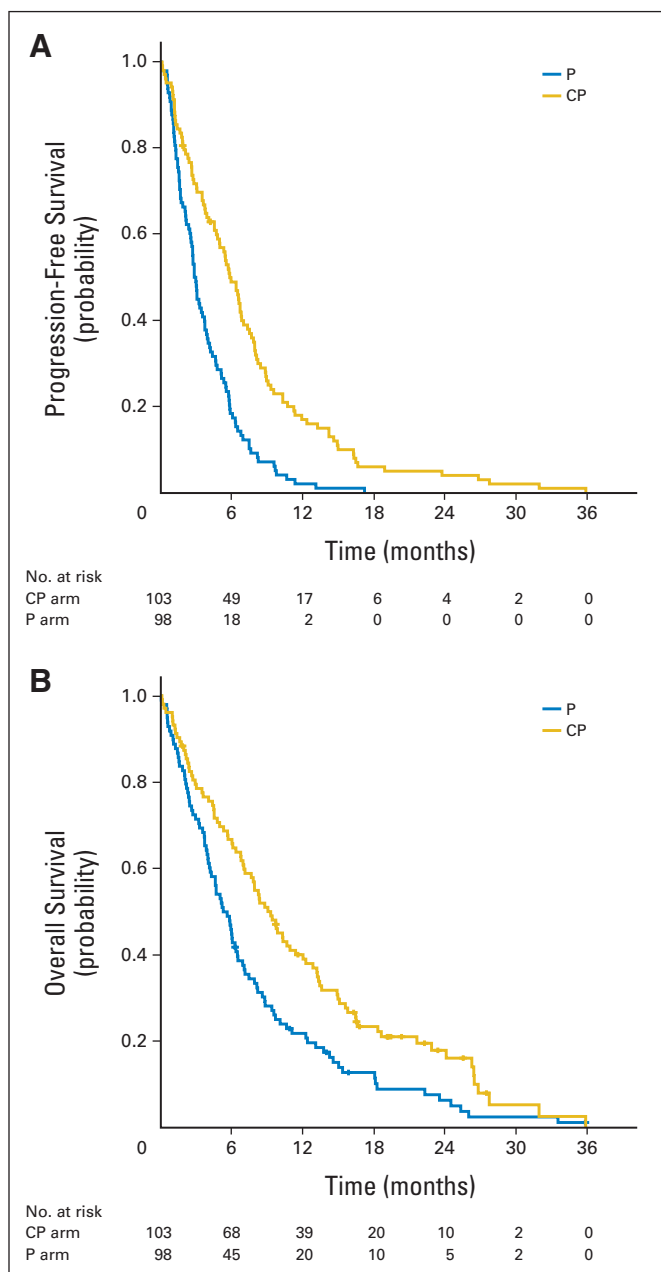 A
1.0
0.8
0.6
0.4
0.2
Progression-Free Survival
(probability)
P
CP
0 6 12 18 24 30 36
Time (months)
No. at risk
CP arm 103 49 17 6 4 2 0
P arm 98 18 2 0 0 0 0
B
1.0
0.8
0.6
0.4
0.2
Overall Survival
(probability)
P
CP
0 6 12 18 24 30 36
Time (months)
No. at risk
CP arm 103 68 39 20 10 2 0
P arm 98 45 20 10 5 2 0